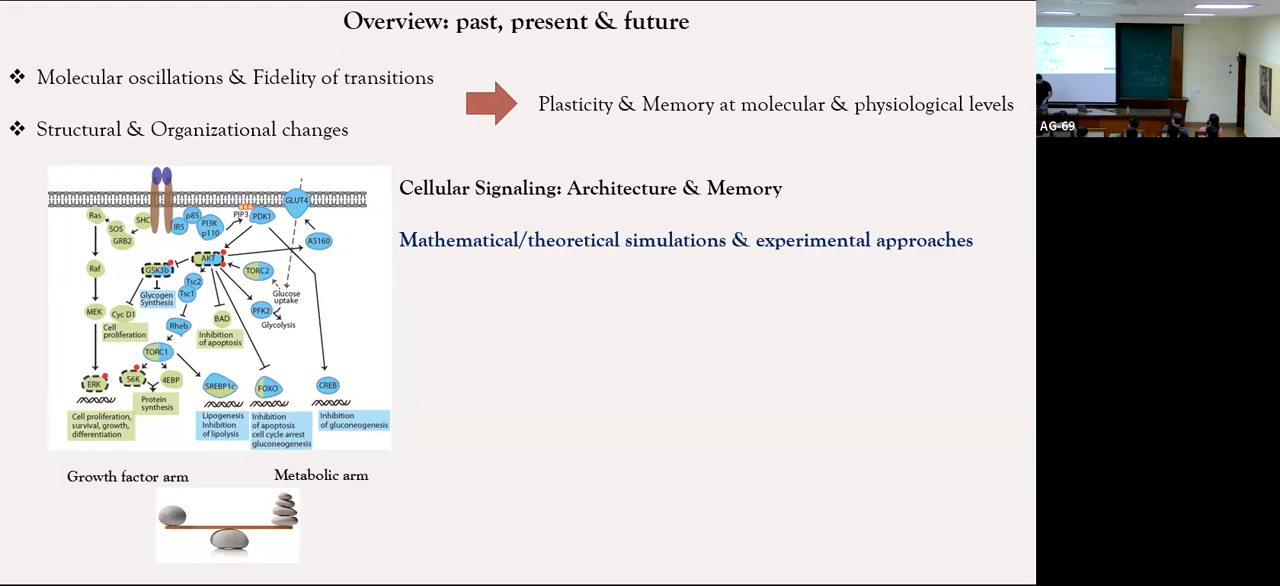 Overview: past, present & future
❖ Molecular oscillations & Fidelity of transitions
❖ Structural & Organizational changes
Plasticity & Memory at molecular & physiological levels
AG-69
Cellular Signaling: Architecture & Memory
Mathematical/theoretical simulations & experimental approaches
GLUT4
Ras
SOS
SHC
GRB2
IRS
p85
PI3K
p110
PIP3
PDK1
AS160
Raf
GSK3b
AKT
TORC2
Glycogen
Synthesis
Tsc2
Tsc1
Glucose
uptake
MEK
Cyc D1
Cell
proliferation
Rheb
BAD
Inhibition
of apoptosis
PFK2
Glycolysis
TORC1
ERK
S6K
4EBP
SREBP1c
FOXO
CREB
Protein
synthesis
Cell proliferation,
survival, growth,
differentiation
Lipogenesis
Inhibition
of lipolysis
Inhibition
of apoptosis
cell cycle arrest
gluconeogenesis
Inhibition
of gluconeogenesis
Growth factor arm
Metabolic arm